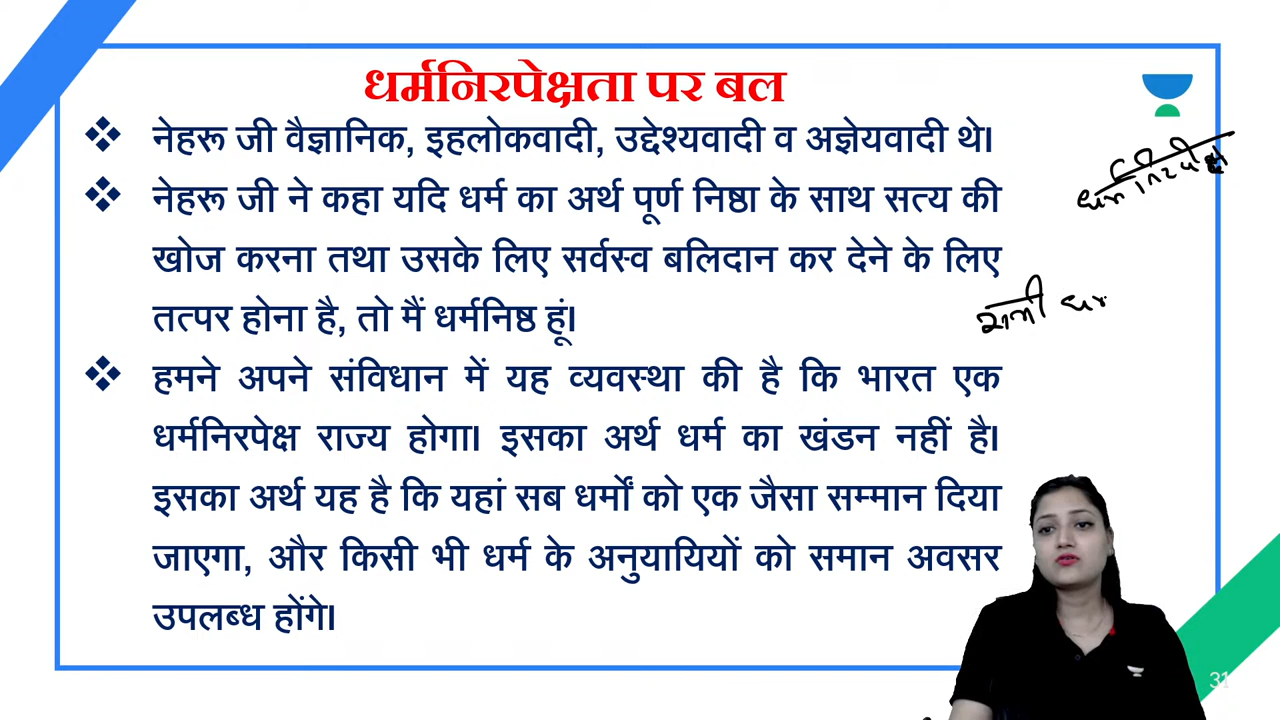 धर्मनिरपेक्षता पर बल
❖ नेहरू जी वैज्ञानिक, इहलोकवादी, उद्देश्यवादी व अज्ञेयवादी थे।
❖ नेहरू जी ने कहा यदि धर्म का अर्थ पूर्ण निष्ठा के साथ सत्य की
खोज करना तथा उसके लिए सर्वस्व बलिदान कर देने के लिए
तत्पर होना है, तो मैं धर्मनिष्ठ हूं।
❖ हमने अपने संविधान में यह व्यवस्था की है कि भारत एक
धर्मनिरपेक्ष राज्य होगा। इसका अर्थ धर्म का खंडन नहीं है।
इसका अर्थ यह है कि यहां सब धर्मों को एक जैसा सम्मान दिया
जाएगा, और किसी भी धर्म के अनुयायियों को समान अवसर
उपलब्ध होंगे।
धर्मनिरपेक्ष
सभी धर
31